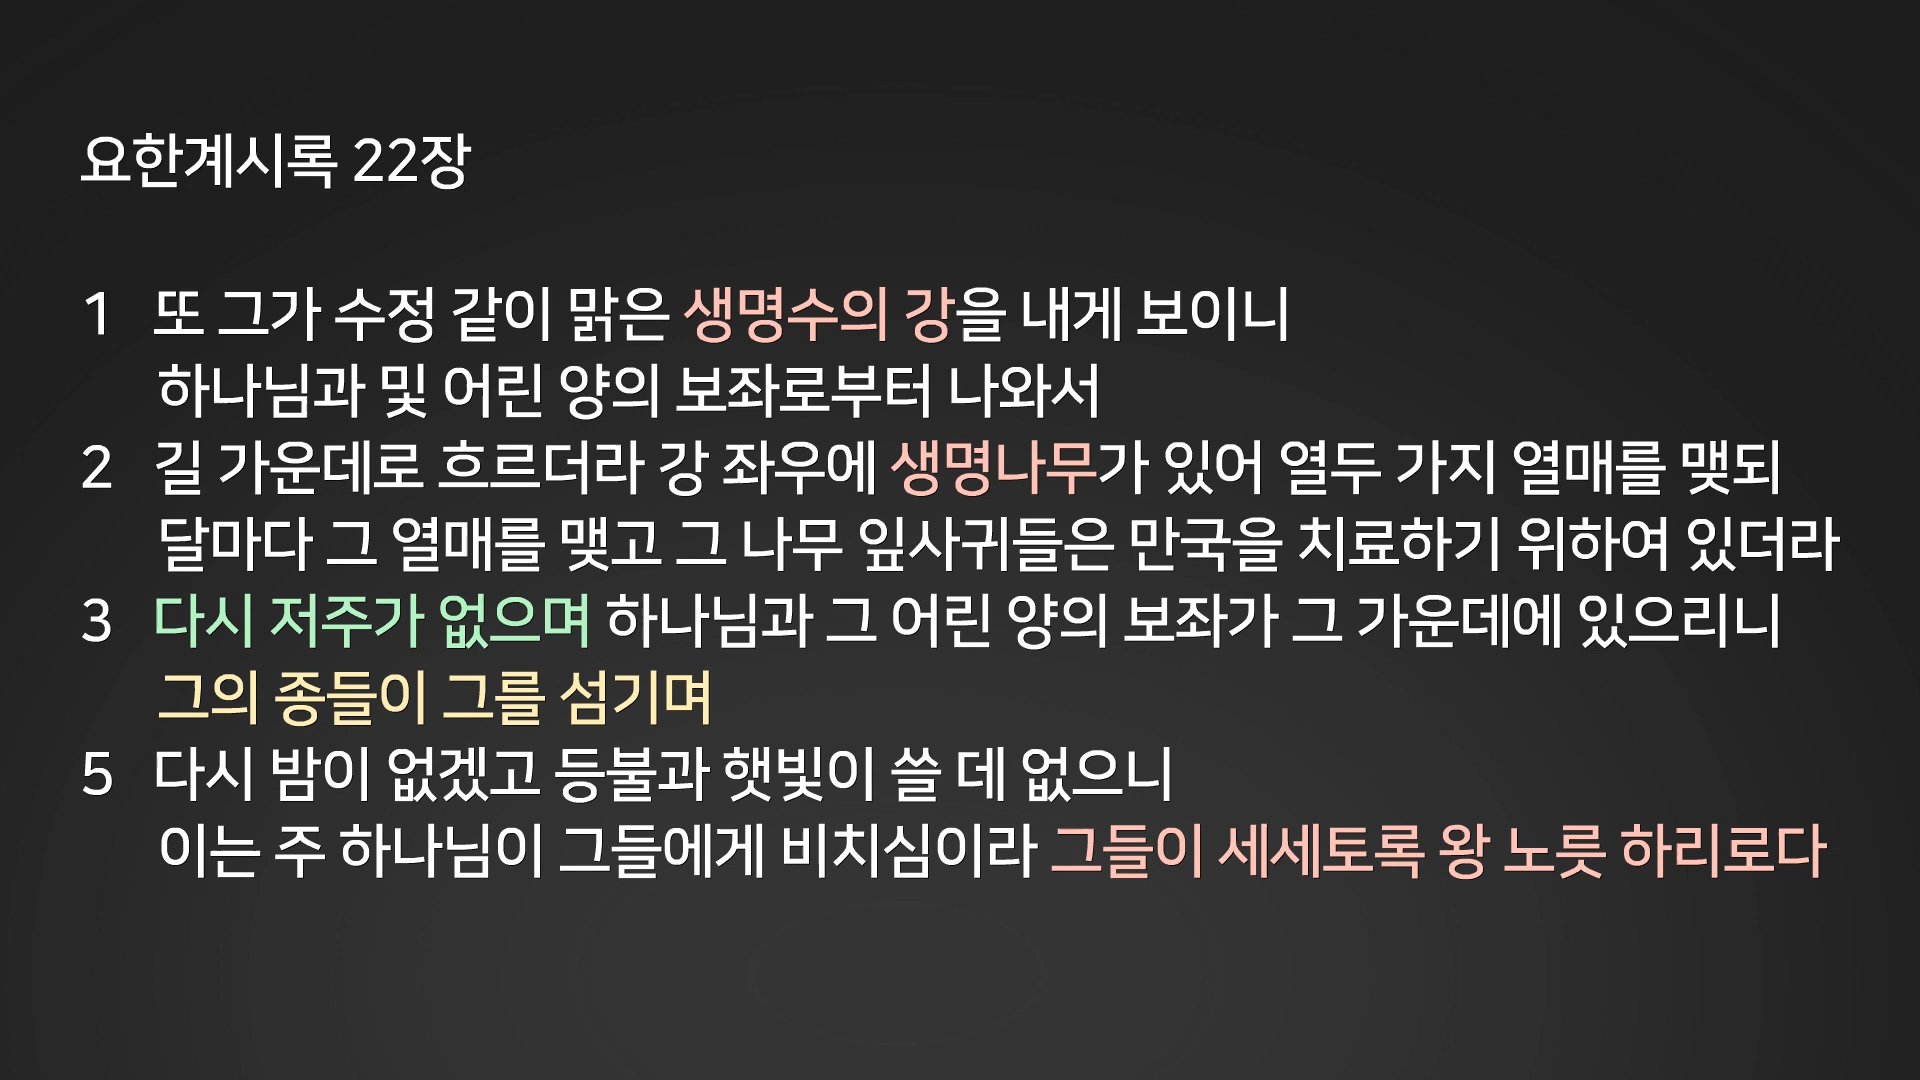 요한계시록 22장
1 또 그가 수정 같이 맑은 생명수의 강을 내게 보이니
하나님과 및 어린 양의 보좌로부터 나와서
2 길 가운데로 흐르더라 강 좌우에 생명나무가 있어 열두 가지 열매를 맺되
달마다 그 열매를 맺고 그 나무 잎사귀들은 만국을 치료하기 위하여 있더라
3 다시 저주가 없으며 하나님과 그 어린 양의 보좌가 그 가운데에 있으리니
그의 종들이 그를 섬기며
5 다시 밤이 없겠고 등불과 햇빛이 쓸 데 없으니
이는 주 하나님이 그들에게 비치심이라 그들이 세세토록 왕 노릇 하리로다